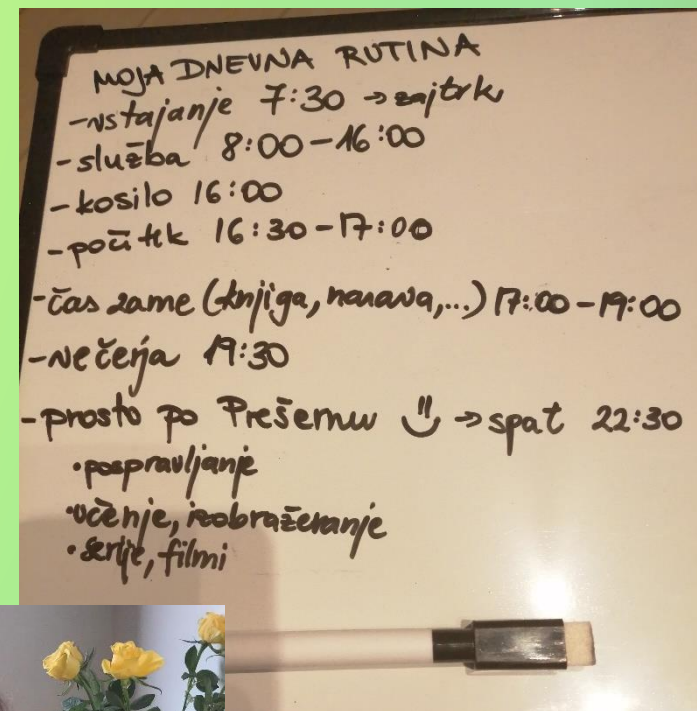 MOJA DNEVNA RUTINA
-vstajanje 7:30 → zajtrk
-služba 8:00-16:00
-kosilo 16:00
-počitek 16:30-17:00
-čas zame (knjiga, narava,...) 17:00-19:00
-večerja 19:30
-prosto po Prešernu → spat 22:30
•pospravljanje
•učenje, izobraževanje
•serije, filmi